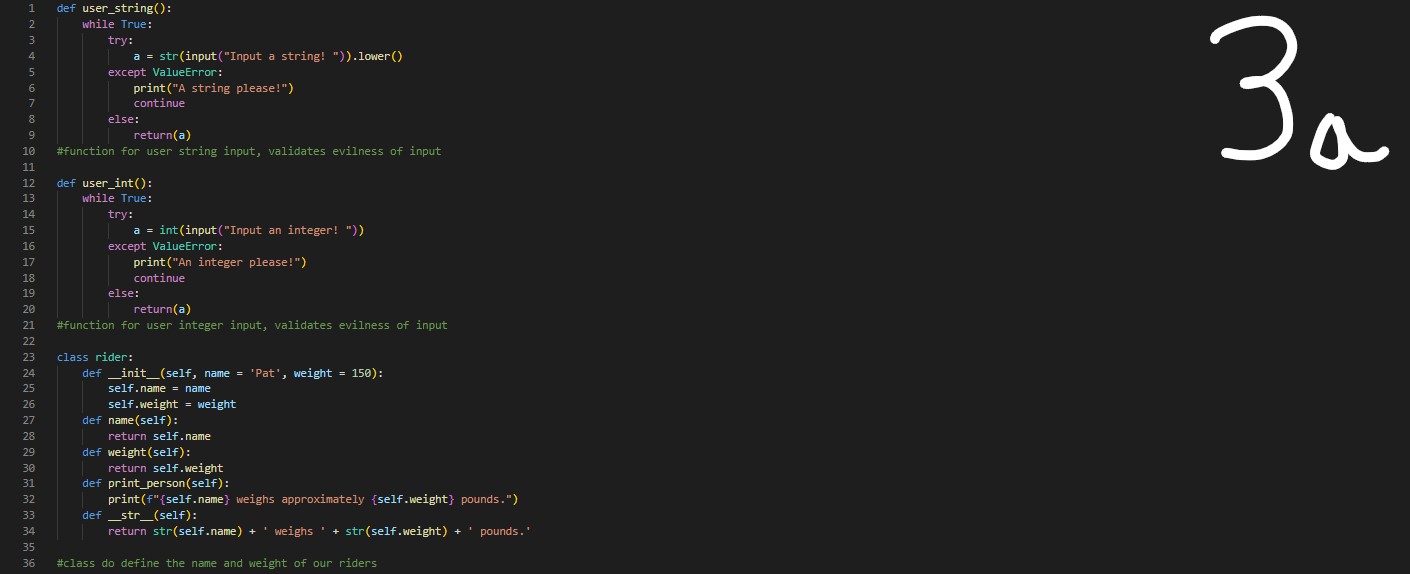 1 def user_string():
2     while True:
3         try:
4             a = str(input("Input a string! ")).lower()
5         except ValueError:
6             print("A string please!")
7             continue
8         else:
9             return(a)
10 #function for user string input, validates evilness of input
11
12 def user_int():
13     while True:
14         try:
15             a = int(input("Input an integer! "))
16         except ValueError:
17             print("An integer please!")
18             continue
19         else:
20             return(a)
21 #function for user integer input, validates evilness of input
22
23 class rider:
24     def __init__(self, name = 'Pat', weight = 150):
25         self.name = name
26         self.weight = weight
27     def name(self):
28         return self.name
29     def weight(self):
30         return self.weight
31     def print_person(self):
32         print(f"{self.name} weighs approximately {self.weight} pounds.")
33     def __str__(self):
34         return str(self.name) + ' weighs ' + str(self.weight) + ' pounds.'
35
36 #class do define the name and weight of our riders
3a